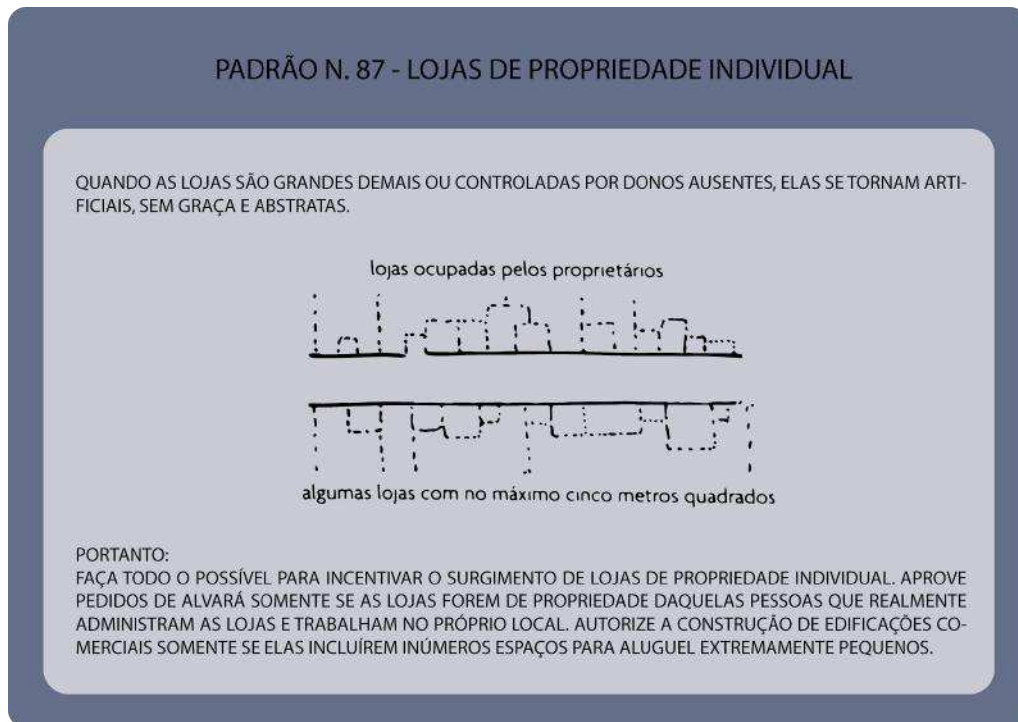 PADRÃO N. 87 - LOJAS DE PROPRIEDADE INDIVIDUAL
QUANDO AS LOJAS SÃO GRANDES DEMAIS OU CONTROLADAS POR DONOS AUSENTES, ELAS SE TORNAM ARTI-
FICIAIS, SEM GRAÇA E ABSTRATAS.
lojas ocupadas pelos proprietários
algumas lojas com no máximo cinco metros quadrados
PORTANTO:
FAÇA TODO O POSSÍVEL PARA INCENTIVAR O SURGIMENTO DE LOJAS DE PROPRIEDADE INDIVIDUAL. APROVE
PEDIDOS DE ALVARÁ SOMENTE SE AS LOJAS FOREM DE PROPRIEDADE DAQUELAS PESSOAS QUE REALMENTE
ADMINISTRAM AS LOJAS E TRABALHAM NO PRÓPRIO LOCAL. AUTORIZE A CONSTRUÇÃO DE EDIFICAÇÕES CO-
MERCIAIS SOMENTE SE ELAS INCLUÍREM INÚMEROS ESPAÇOS PARA ALUGUEL EXTREMAMENTE PEQUENOS.